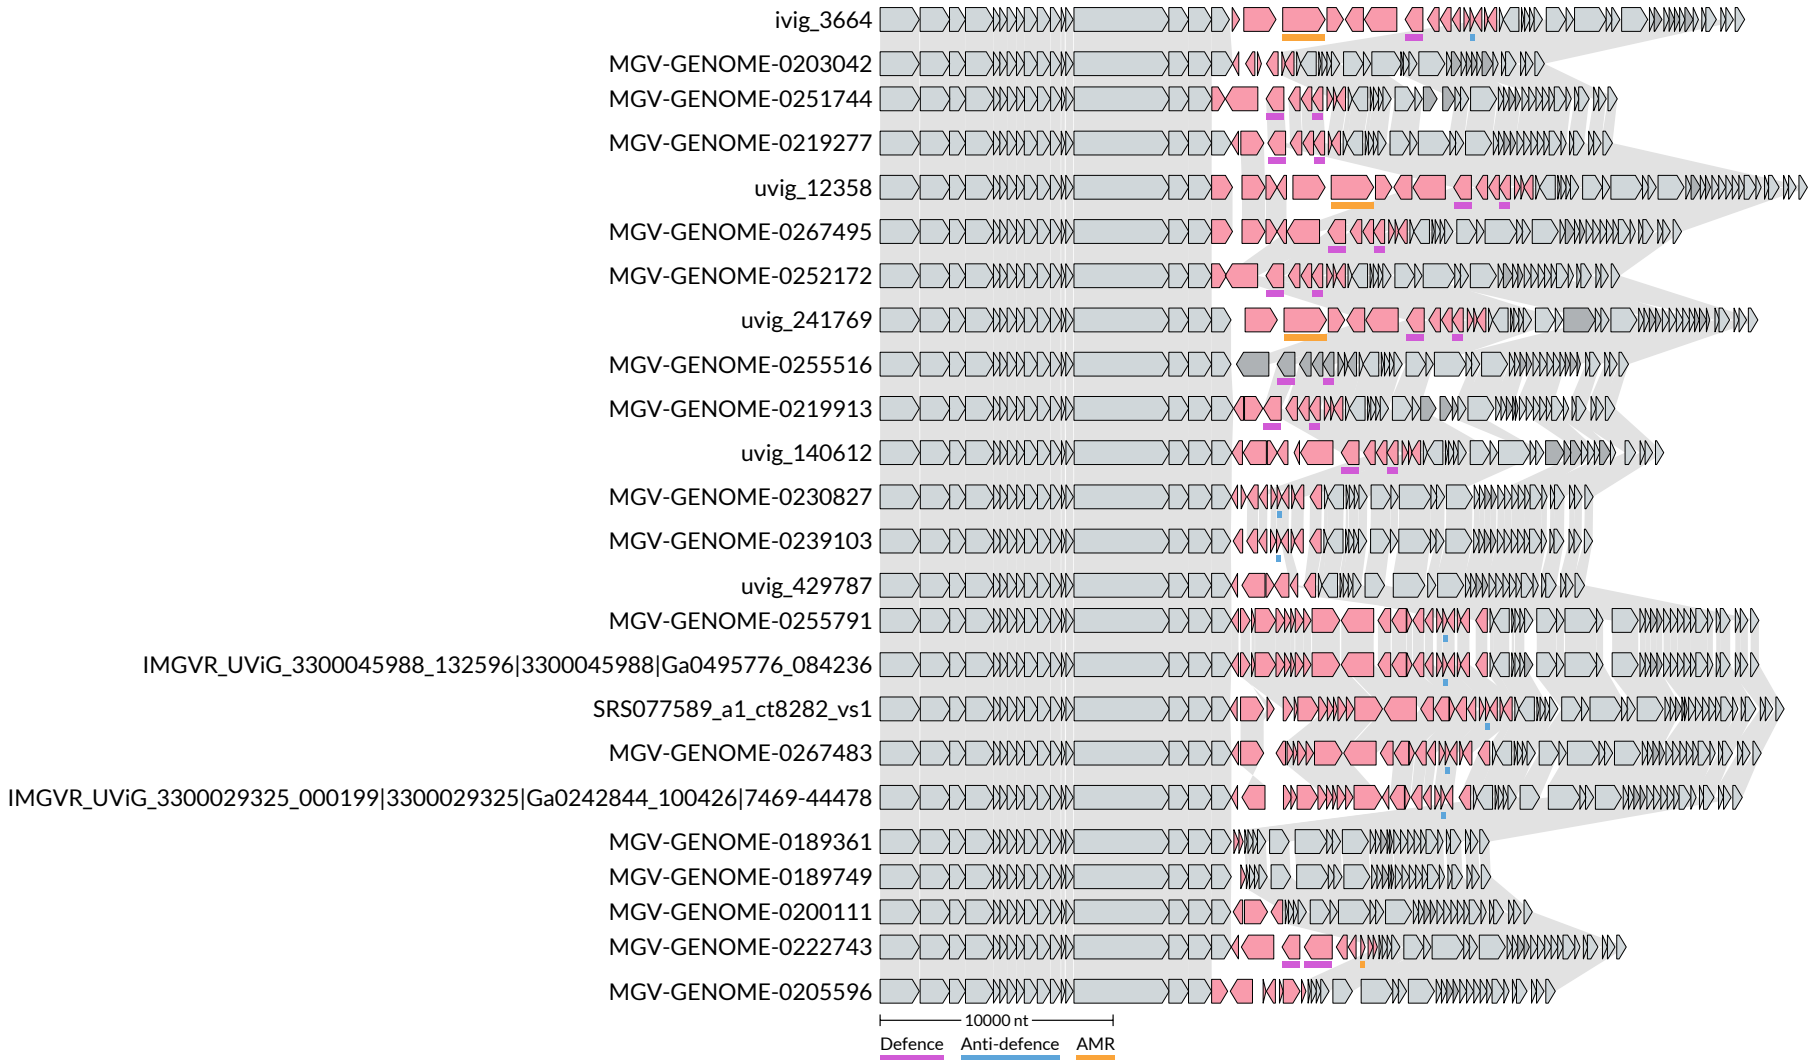 ivig_3664
MGV-GENOME-0203042
MGV-GENOME-0251744
MGV-GENOME-0219277
uvig_12358
MGV-GENOME-0267495
MGV-GENOME-0252172
uvig_241769
MGV-GENOME-0255516
MGV-GENOME-0219913
uvig_140612
MGV-GENOME-0230827
MGV-GENOME-0239103
uvig_429787
MGV-GENOME-0255791
IMGVR_UViG_3300045988_132596|3300045988|Ga0495776_084236
SRS077589_a1_ct8282_vs1
MGV-GENOME-0267483
IMGVR_UViG_3300029325_000199|3300029325|Ga0242844_100426|7469-44478
MGV-GENOME-0189361
MGV-GENOME-0189749
MGV-GENOME-0200111
MGV-GENOME-0222743
MGV-GENOME-0205596
10000 nt
Defence Anti-defence AMR